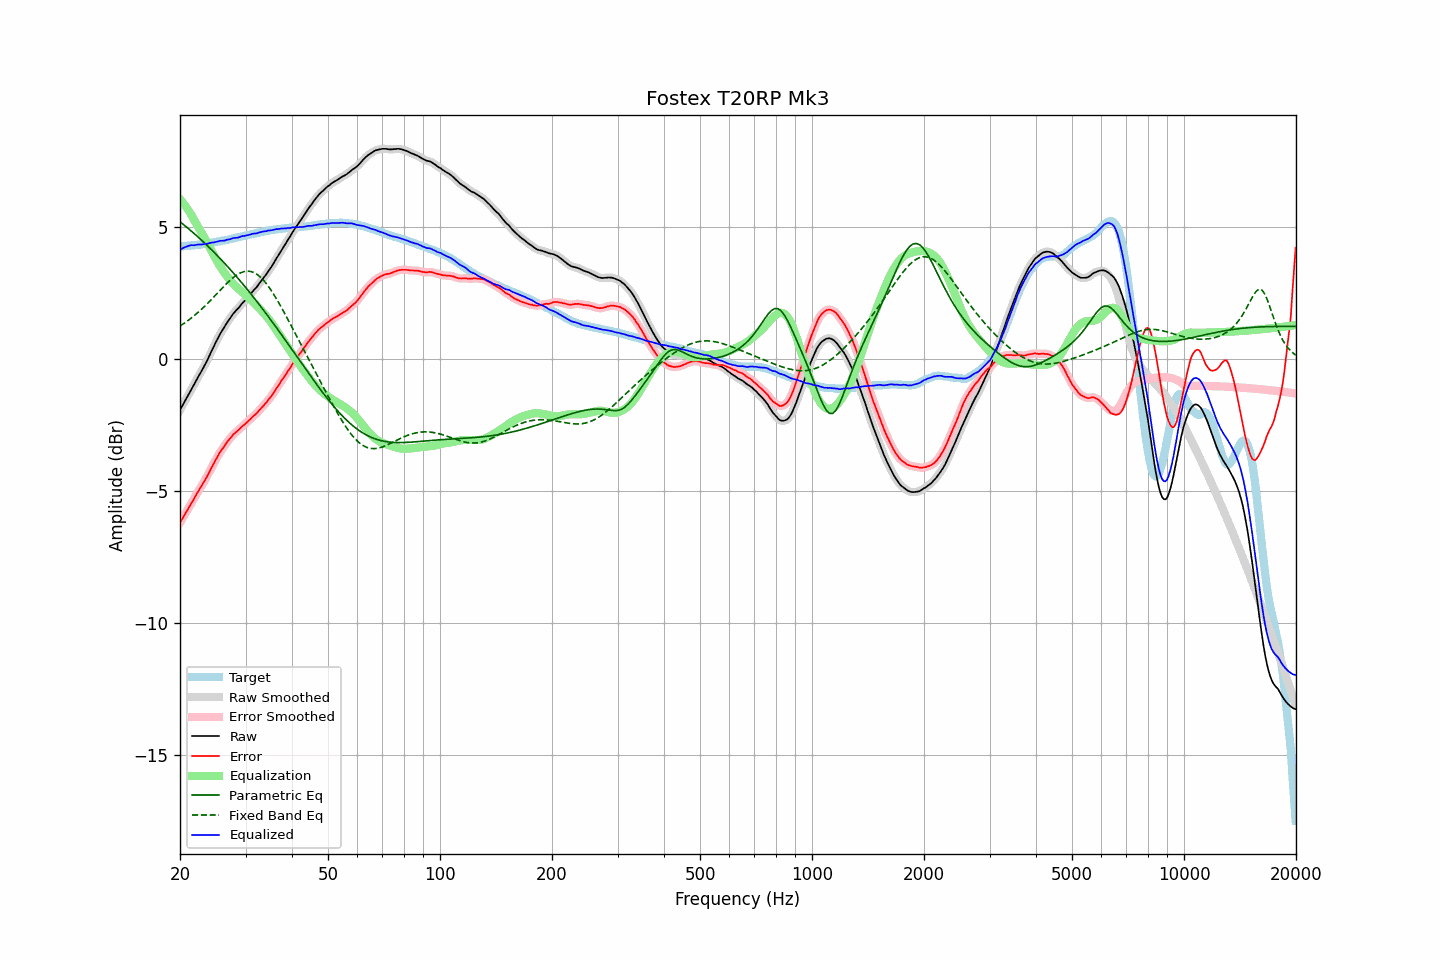 Fostex T20RP Mk3
Amplitude (dBr)
5
0
−5
−10
−15
Target
Raw Smoothed
Error Smoothed
Raw
Error
Equalization
Parametric Eq
Fixed Band Eq
Equalized
20 50 100 200 500 1000 2000 5000 10000 20000
Frequency (Hz)